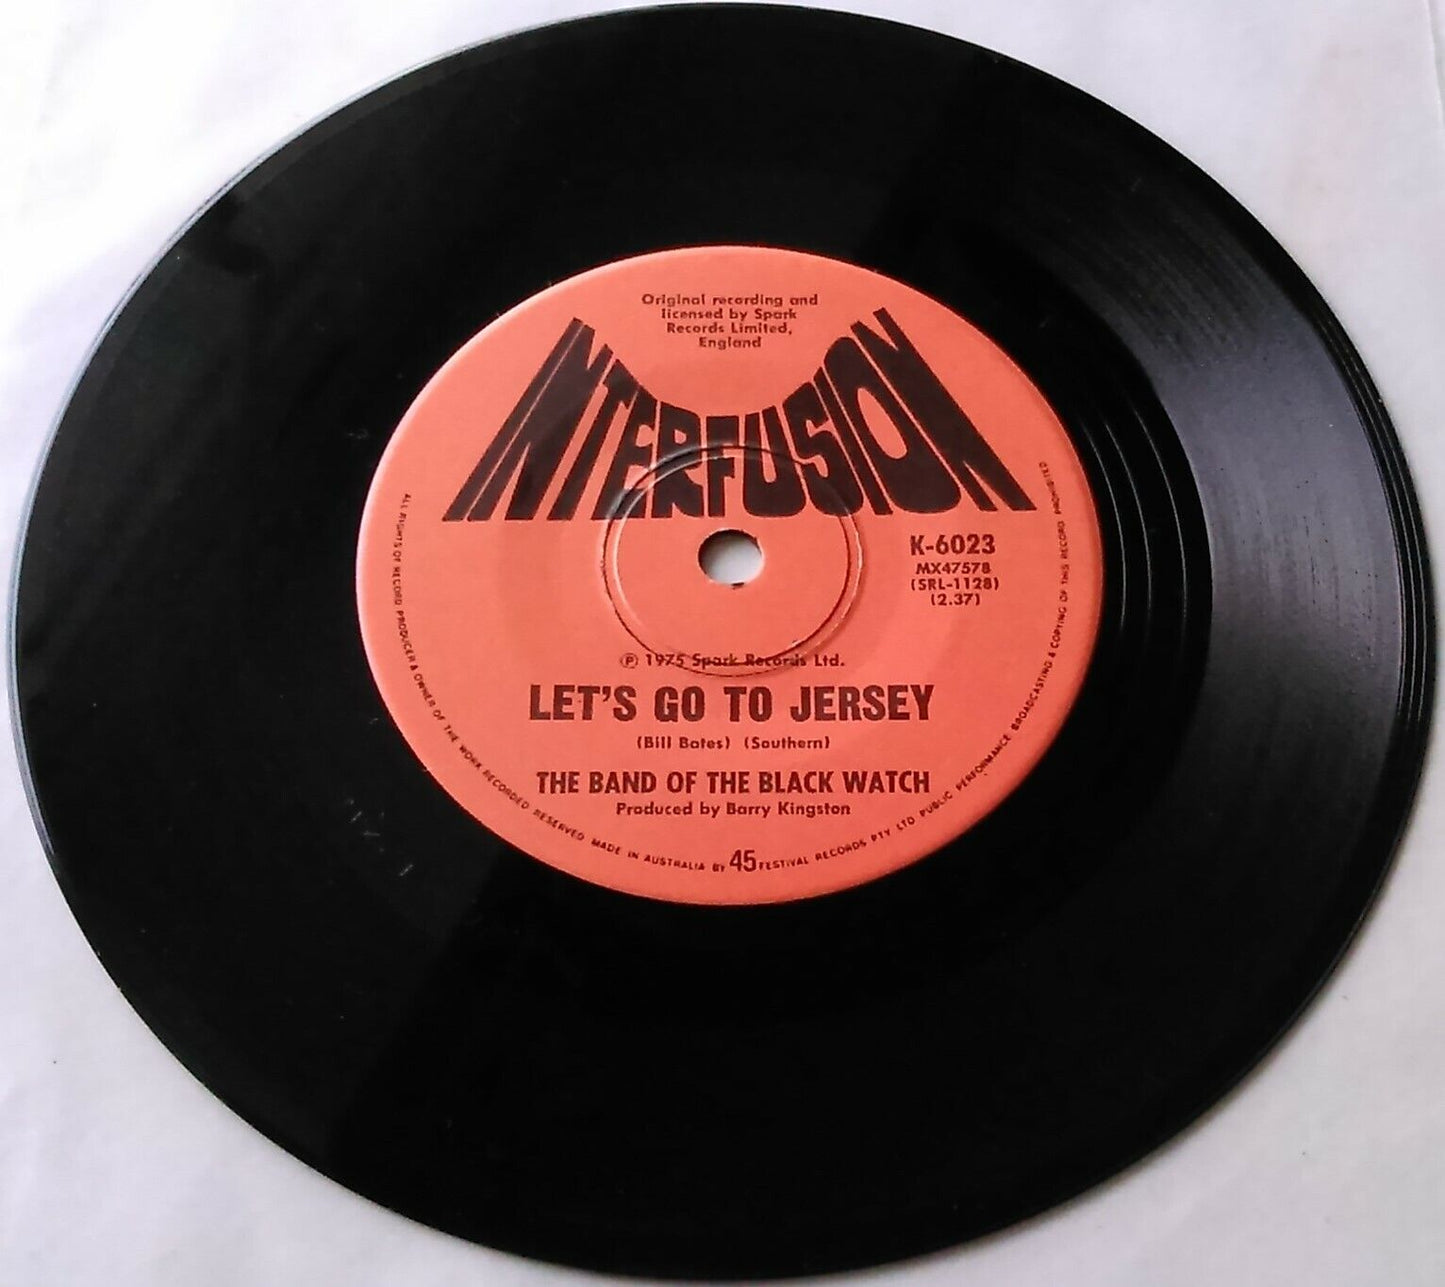 Original recording and
licensed by Spark
Records Limited,
England
INTERFUSION
K-6023
MX47578
(SRL-1128)
(2.37)
℗ 1975 Spark Records Ltd.
LET'S GO TO JERSEY
(Bill Bates) (Southern)
THE BAND OF THE BLACK WATCH
Produced by Barry Kingston
45
ALL RIGHTS OF RECORD PRODUCER & OWNER OF THE WORK RECORDED RESERVED MADE IN AUSTRALIA BY FESTIVAL RECORDS PTY LTD PUBLIC PERFORMANCE BROADCASTING & COPYING OF THIS RECORD PROHIBITED